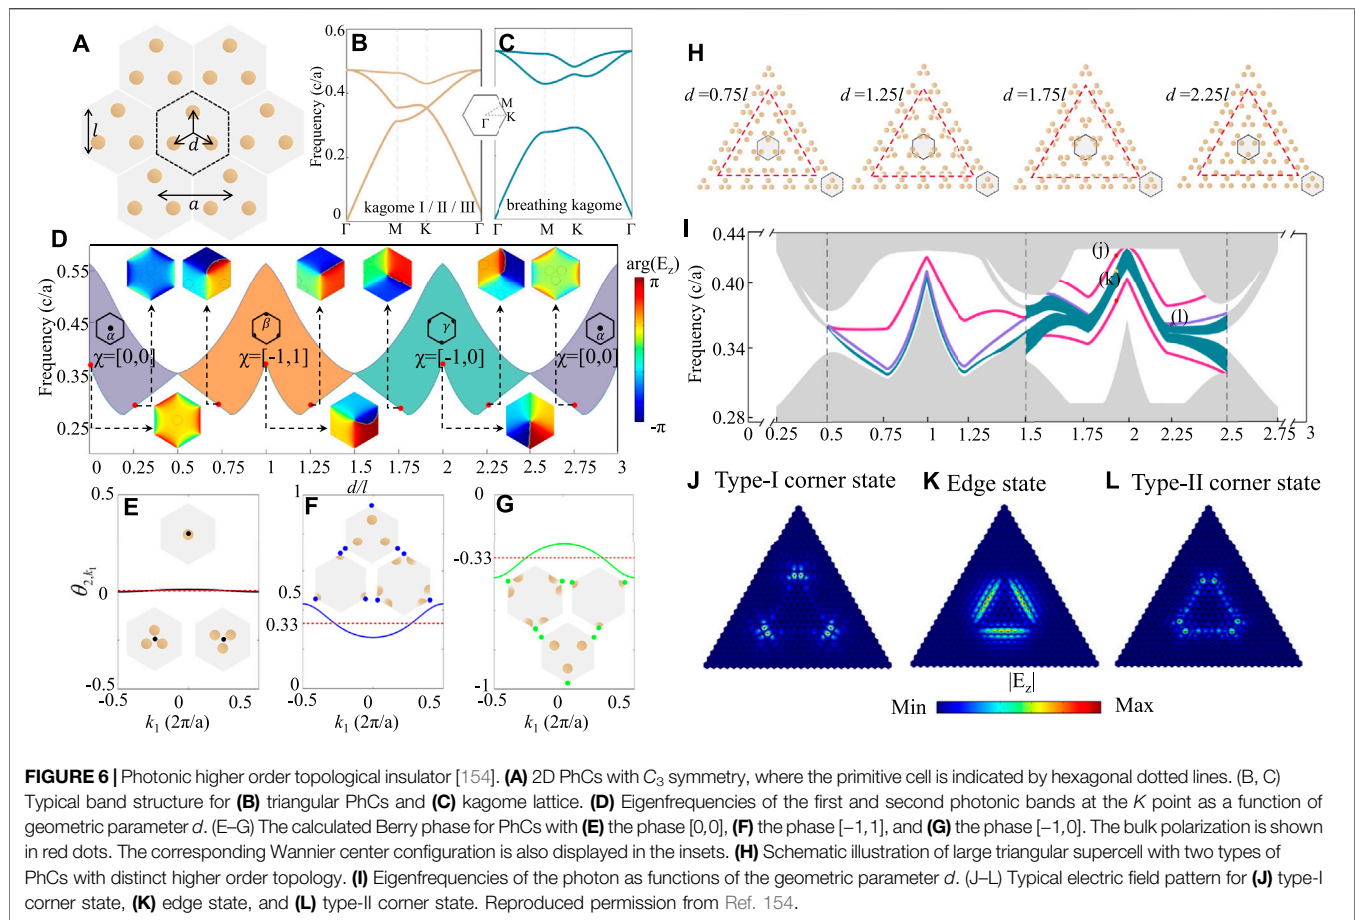 A
l
d
a
B
0.6
0.4
0.2
0
Frequency (c/a)
kagome I / II / III
Γ M K Γ
C
breathing kagome
Γ M K Γ
M
Γ K
D
0.55
0.45
0.35
0.25
Frequency (c/a)
α
β
γ
α
χ=[0,0]
χ=[-1,1]
χ=[-1,0]
χ=[0,0]
arg(E_z)
π
-π
0 0.25 0.5 0.75 1 1.25 1.5 1.75 2 2.25 2.5 2.75 3
d/l
E
0.5
0
-0.5
θ_{2,k_1}
-0.5 0 0.5
k_1 (2π/a)
F
1
0.5
0.33
0
-0.5 0 0.5
k_1 (2π/a)
G
0
-0.33
-1
-0.5 0 0.5
k_1 (2π/a)
H
d=0.75l
d=1.25l
d=1.75l
d=2.25l
I
0.44
0.40
0.34
0.28
Frequency (c/a)
(j)
(k)
(l)
0 0.25 0.5 0.75 1 1.25 1.5 1.75 2 2.25 2.5 2.75 3
J Type-I corner state
K Edge state
L Type-II corner state
|E_z|
Min Max
FIGURE 6 | Photonic higher order topological insulator [154]. (A) 2D PhCs with C_3 symmetry, where the primitive cell is indicated by hexagonal dotted lines. (B, C)
Typical band structure for (B) triangular PhCs and (C) kagome lattice. (D) Eigenfrequencies of the first and second photonic bands at the K point as a function of
geometric parameter d. (E–G) The calculated Berry phase for PhCs with (E) the phase [0,0], (F) the phase [−1,1], and (G) the phase [−1,0]. The bulk polarization is shown
in red dots. The corresponding Wannier center configuration is also displayed in the insets. (H) Schematic illustration of large triangular supercell with two types of
PhCs with distinct higher order topology. (I) Eigenfrequencies of the photon as functions of the geometric parameter d. (J–L) Typical electric field pattern for (J) type-I
corner state, (K) edge state, and (L) type-II corner state. Reproduced permission from Ref. 154.